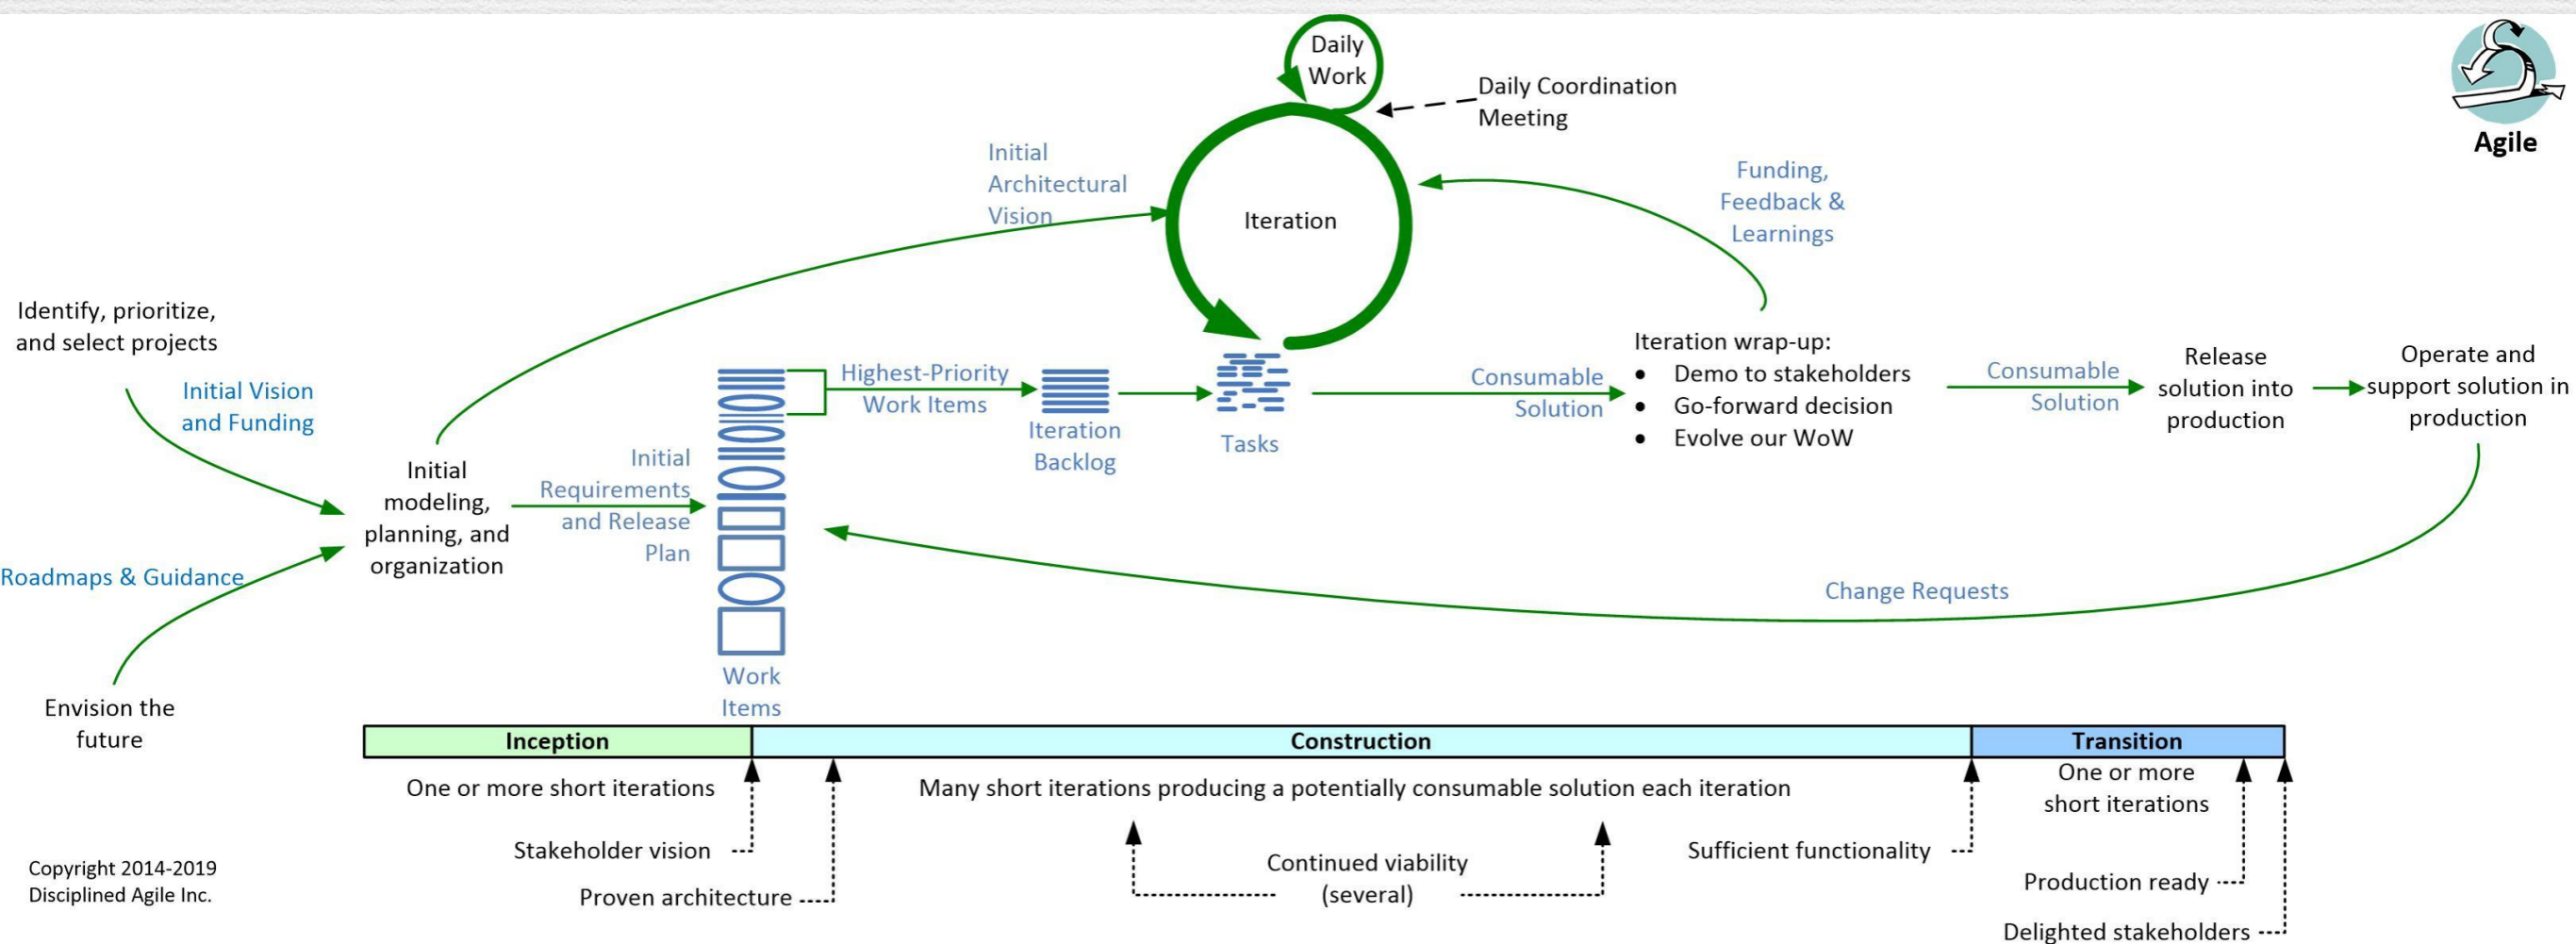 Daily
Work
Daily Coordination
Meeting
Agile
Initial
Architectural
Vision
Iteration
Funding,
Feedback &
Learnings
Identify, prioritize,
and select projects
Initial Vision
and Funding
Roadmaps & Guidance
Envision the
future
Initial
modeling,
planning, and
organization
Initial
Requirements
and Release
Plan
Work
Items
Highest-Priority
Work Items
Iteration
Backlog
Tasks
Consumable
Solution
Iteration wrap-up:
• Demo to stakeholders
• Go-forward decision
• Evolve our WoW
Consumable
Solution
Release
solution into
production
Operate and
support solution in
production
Change Requests
Inception
Construction
Transition
One or more short iterations
Many short iterations producing a potentially consumable solution each iteration
One or more
short iterations
Stakeholder vision
Proven architecture
Continued viability
(several)
Sufficient functionality
Production ready
Delighted stakeholders
Copyright 2014-2019
Disciplined Agile Inc.